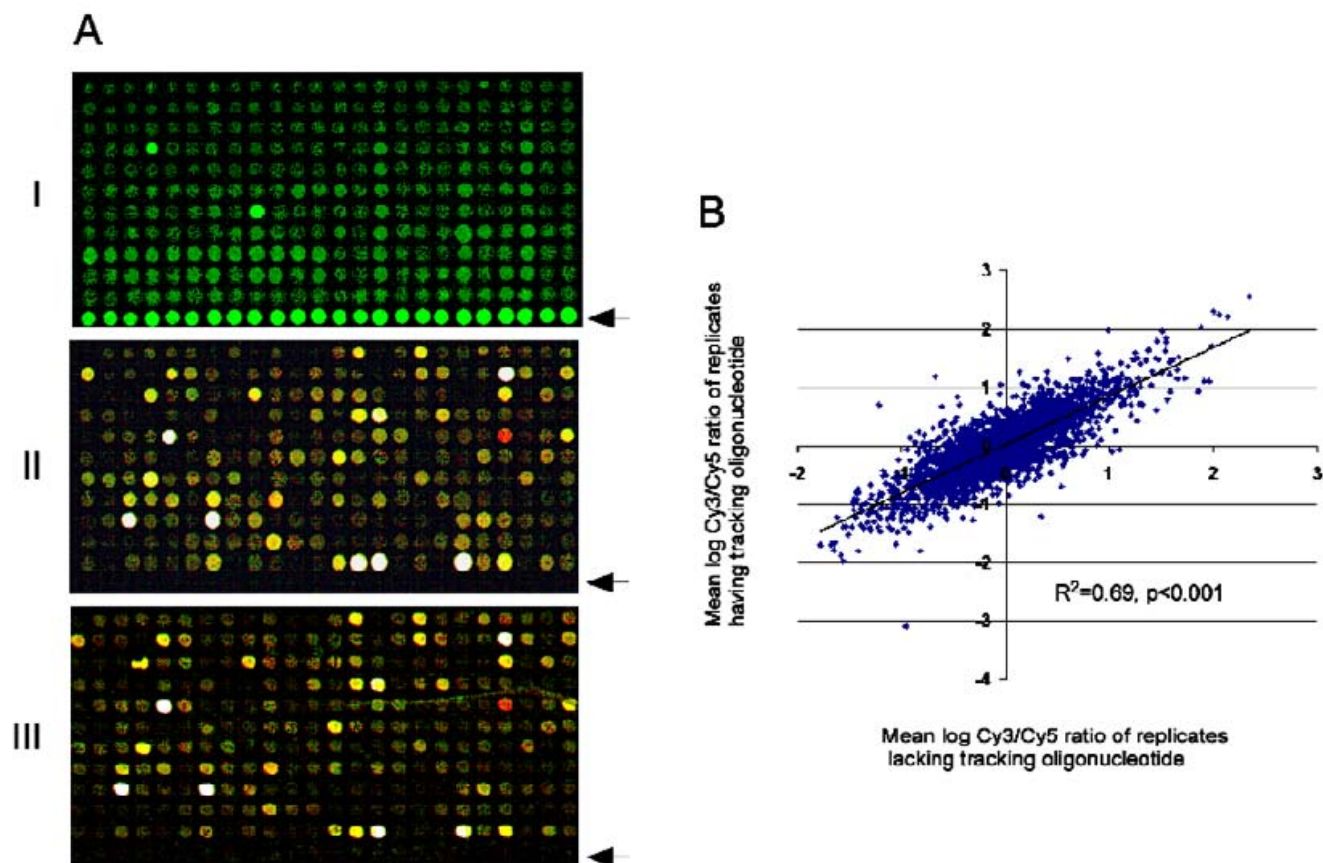 A
I
II
III
B
Mean log Cy3/Cy5 ratio of replicates
having tracking oligonucleotide
3
2
1
0
-1
-2
-3
-4
-2
-1
0
1
2
3
R²=0.69, p<0.001
Mean log Cy3/Cy5 ratio of replicates
lacking tracking oligonucleotide